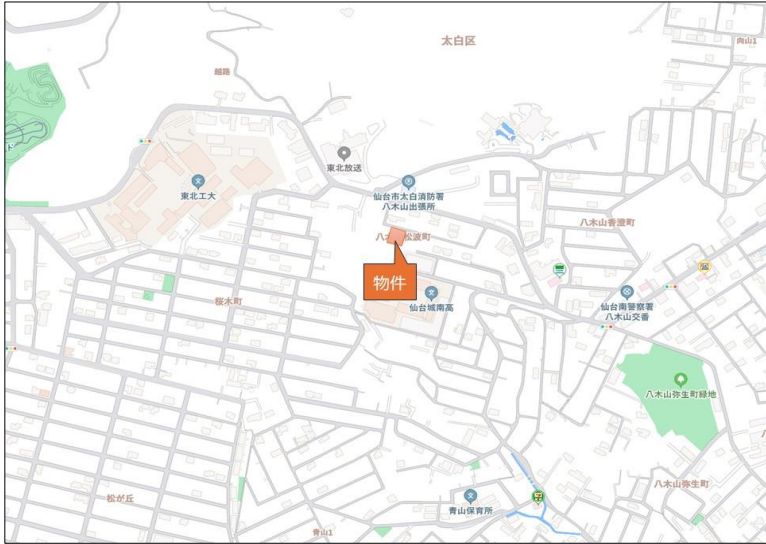 太白区
向山1
越路
東北放送
東北工大
仙台市太白消防署
八木山出張所
八木山香澄町
松波町
物件
仙台城南高
桜木町
仙台南警察署
八木山交番
八木山弥生町緑地
八木山弥生町
松が丘
青山保育所
青山1